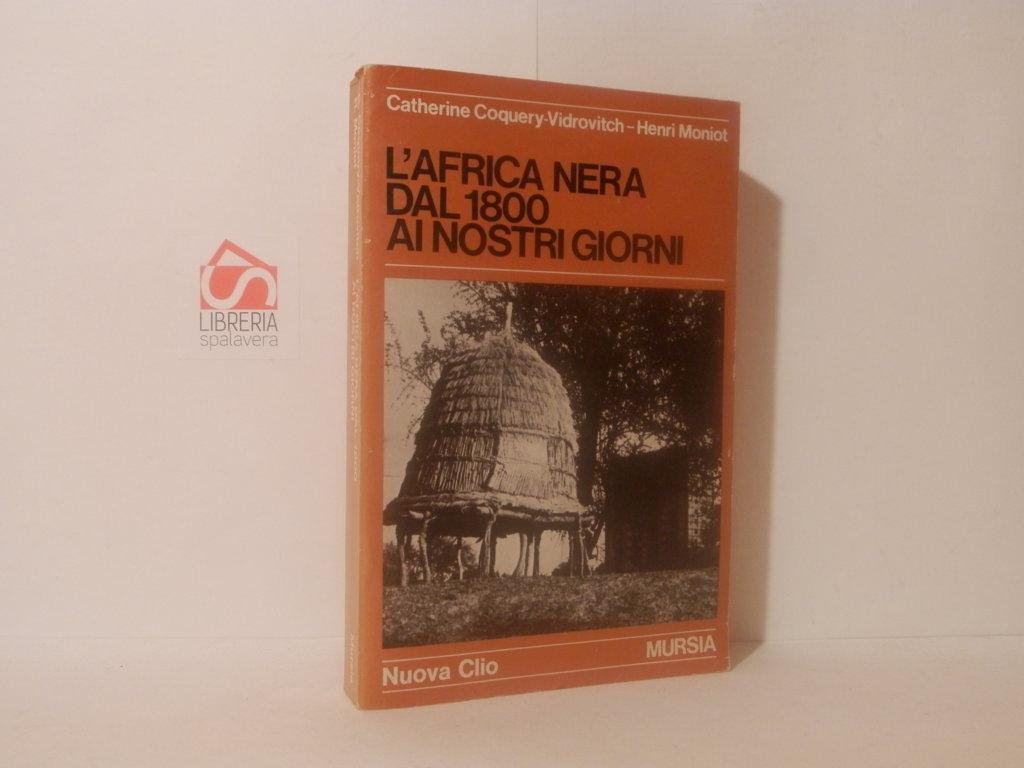 Catherine Coquery-Vidrovitch – Henri Moniot
L'AFRICA NERA
DAL 1800
AI NOSTRI GIORNI
LIBRERIA
spalavera
Nuova Clio
MURSIA